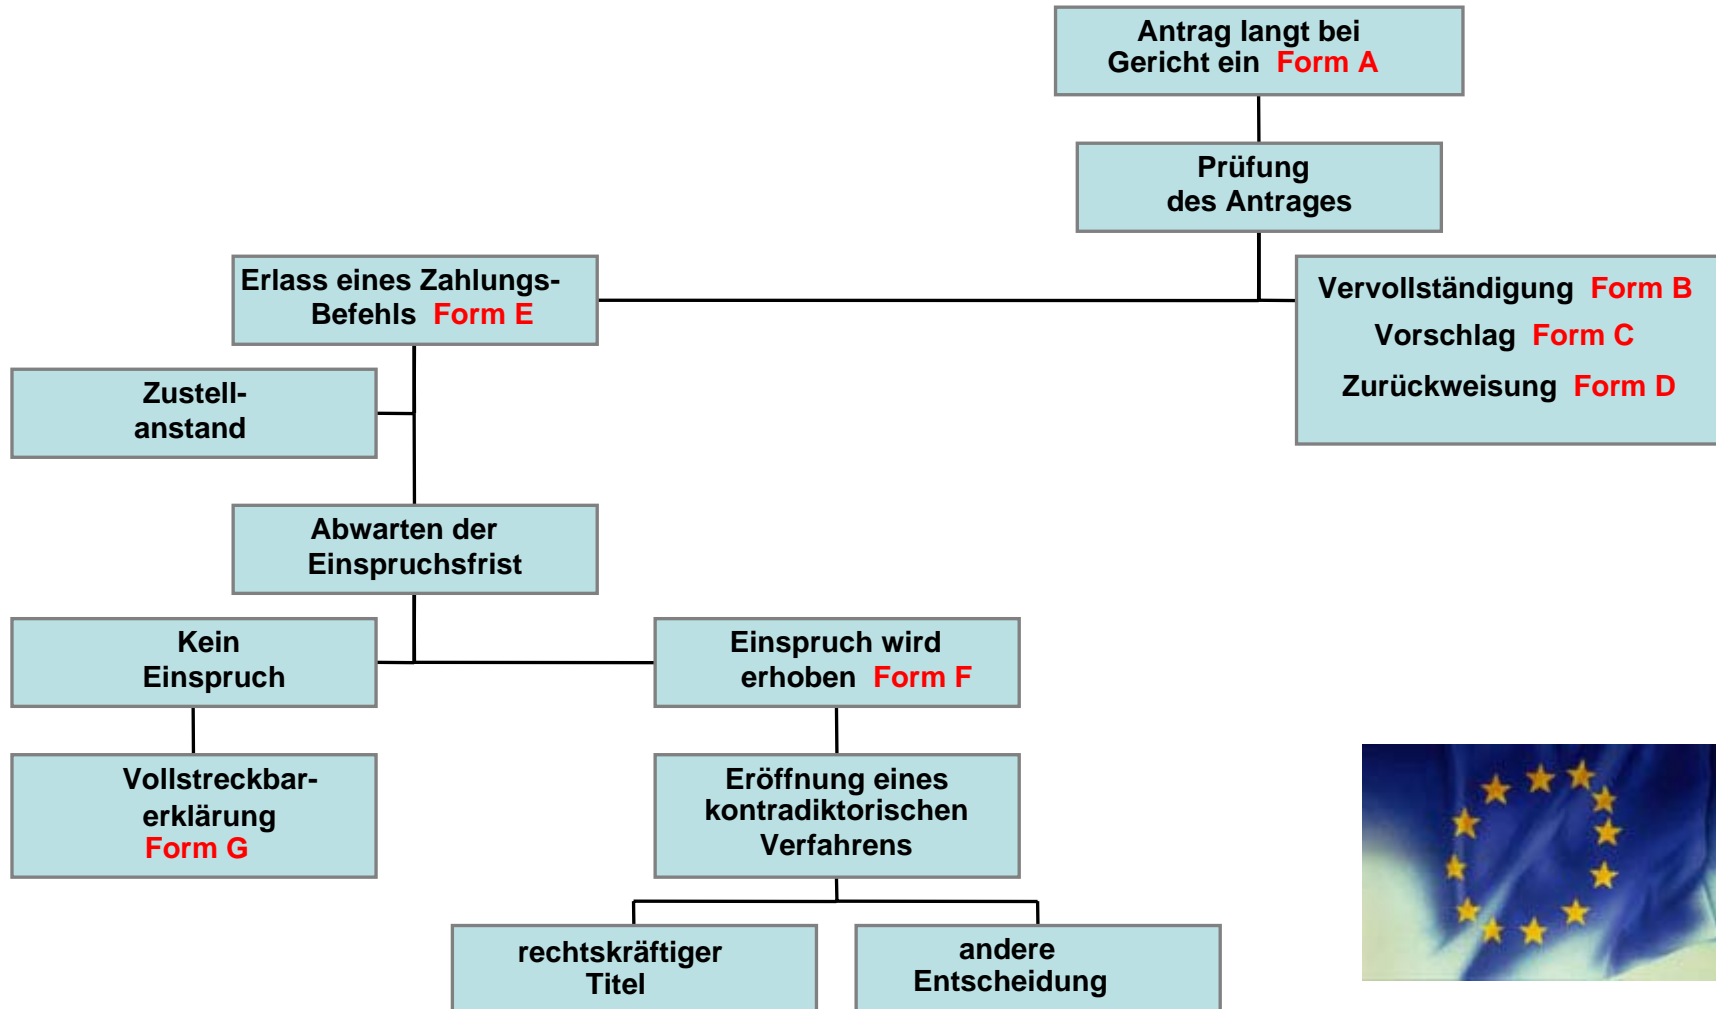 Antrag langt bei
Gericht ein Form A
Prüfung
des Antrages
Erlass eines Zahlungs-
Befehls Form E
Vervollständigung Form B
Vorschlag Form C
Zurückweisung Form D
Zustell-
anstand
Abwarten der
Einspruchsfrist
Kein
Einspruch
Einspruch wird
erhoben Form F
Vollstreckbar-
erklärung
Form G
Eröffnung eines
kontradiktorischen
Verfahrens
rechtskräftiger
Titel
andere
Entscheidung